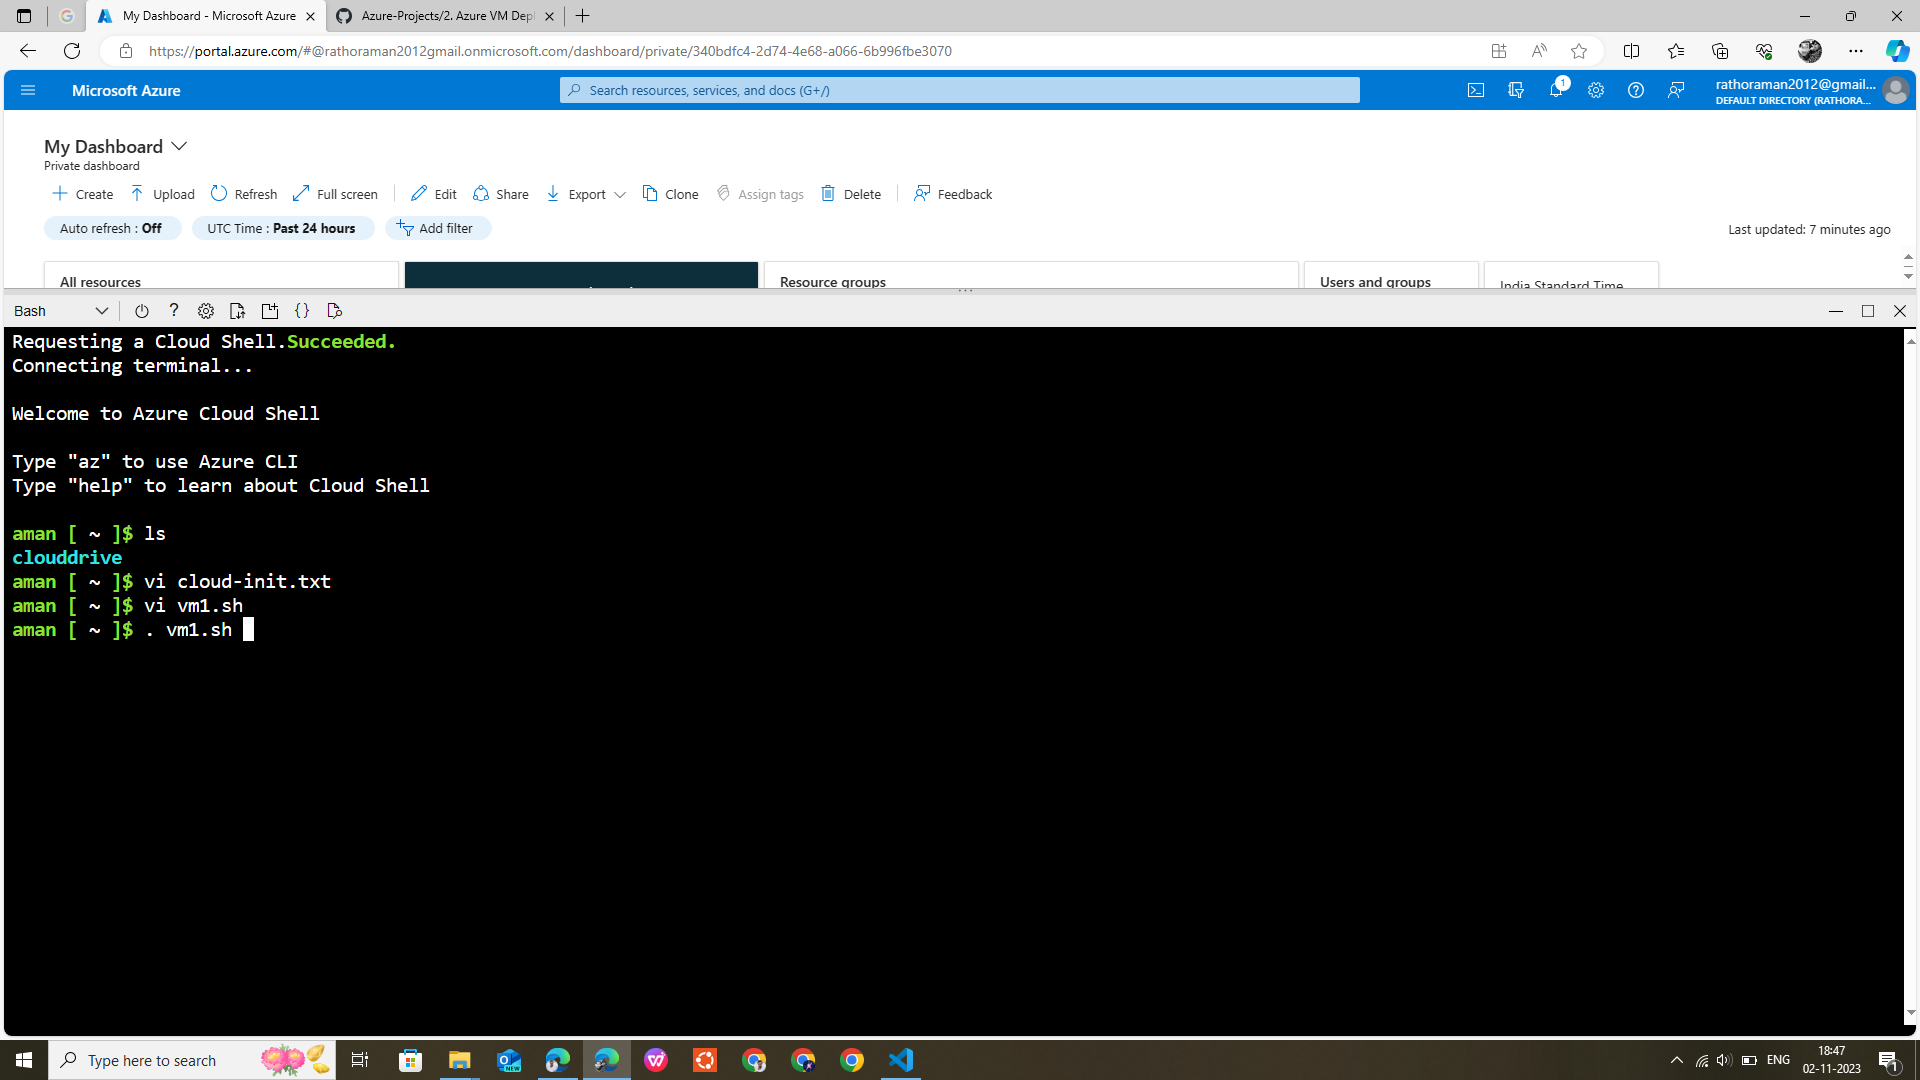 My Dashboard - Microsoft Azure
Azure-Projects/2. Azure VM Dep
https://portal.azure.com/#@rathoraman2012gmail.onmicrosoft.com/dashboard/private/340bdfc4-2d74-4e68-a066-6b996fbe3070
Microsoft Azure
Search resources, services, and docs (G+/)
1
rathoraman2012@gmail...
DEFAULT DIRECTORY (RATHORA...
My Dashboard
Private dashboard
Create
Upload
Refresh
Full screen
Edit
Share
Export
Clone
Assign tags
Delete
Feedback
Auto refresh : Off
UTC Time : Past 24 hours
Add filter
Last updated: 7 minutes ago
All resources
Resource groups
Users and groups
India Standard Time
Bash
Requesting a Cloud Shell.Succeeded.
Connecting terminal...
Welcome to Azure Cloud Shell
Type "az" to use Azure CLI
Type "help" to learn about Cloud Shell
aman [ ~ ]$ ls
clouddrive
aman [ ~ ]$ vi cloud-init.txt
aman [ ~ ]$ vi vm1.sh
aman [ ~ ]$ . vm1.sh
Type here to search
NEW
ENG
18:47
02-11-2023
1